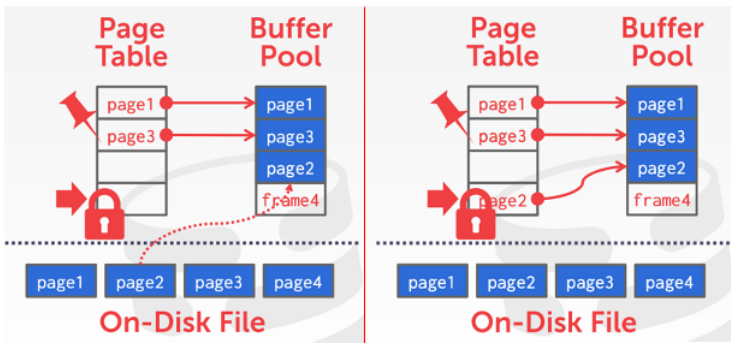 Page
Table
Buffer
Pool
page1
page3
page1
page3
page2
frame4
page1
page2
page3
page4
On-Disk File
Page
Table
Buffer
Pool
page1
page3
page2
page1
page3
page2
frame4
page1
page2
page3
page4
On-Disk File